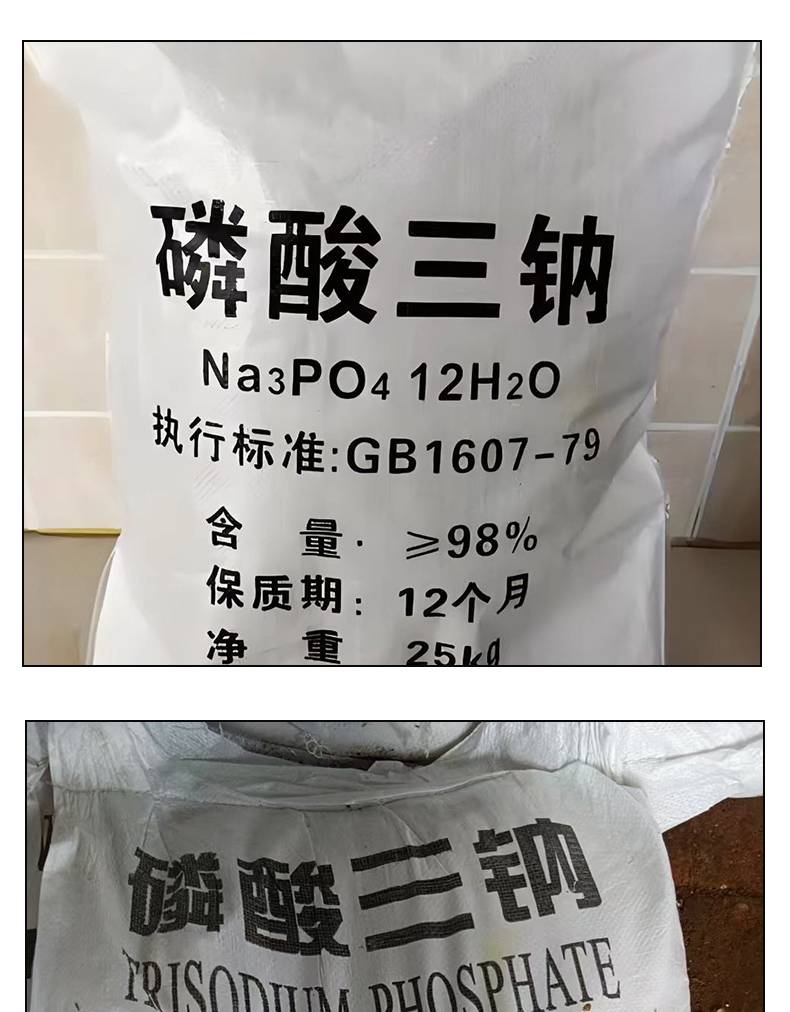 磷酸三钠
Na3PO4 12H2O
执行标准:GB1607-79
含 量: ≥98%
保质期: 12个月
净 重 25kg
磷酸三钠
TRISODIUM PHOSPHATE